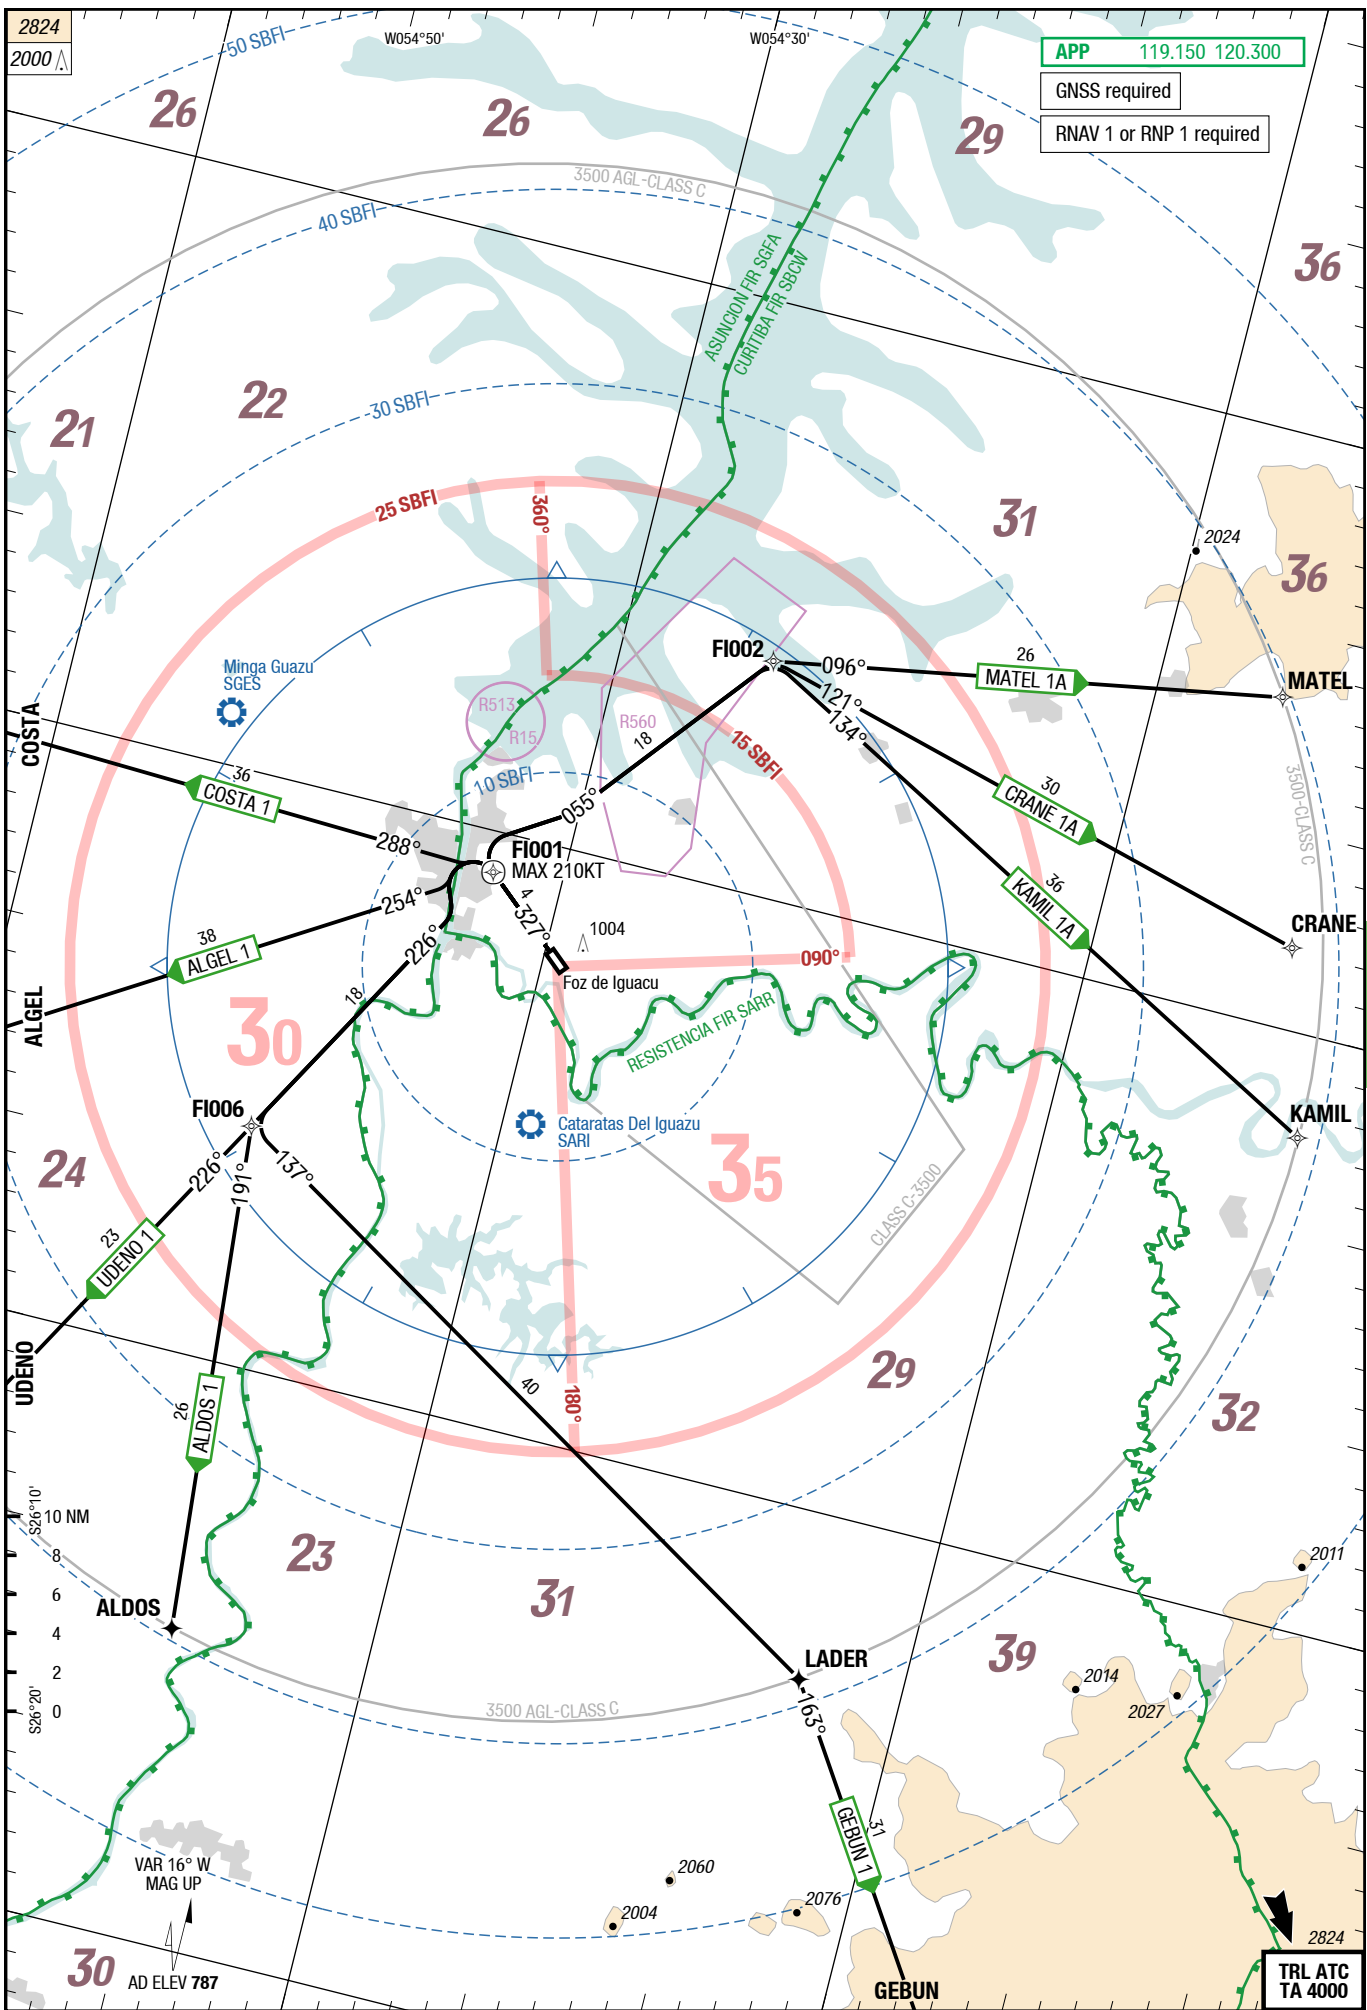 2824
2000
50 SBFI
W054°50'
W054°30'
APP 119.150 120.300
GNSS required
RNAV 1 or RNP 1 required
26
26
29
3500 AGL-CLASS C
40 SBFI
36
ASUNCION FIR SGFA
CURITIBA FIR SBCW
22
30 SBFI
21
25 SBFI
360°
31
2024
36
Minga Guazu
SGES
FI002
096°
26
MATEL 1A
MATEL
121°
134°
R513
R15
R560
18
15 SBFI
COSTA
36
COSTA 1
10 SBFI
055°
30
CRANE 1A
3500-CLASS C
288°
FI001
MAX 210KT
254°
4
327°
36
KAMIL 1A
CRANE
38
ALGEL 1
226°
1004
090°
Foz de Iguacu
18
ALGEL
30
RESISTENCIA FIR SARR
FI006
Cataratas Del Iguazu
SARI
KAMIL
24
226°
191°
137°
35
CLASS C-3500
23
UDENO 1
UDENO
29
26
ALDOS 1
40
180°
32
S26°10'
10 NM
8
6
4
2
0
S26°20'
23
31
2011
ALDOS
LADER
39
2014
2027
163°
3500 AGL-CLASS C
31
GEBUN 1
VAR 16° W
MAG UP
2060
2004
2076
30
AD ELEV 787
GEBUN
2824
TRL ATC
TA 4000